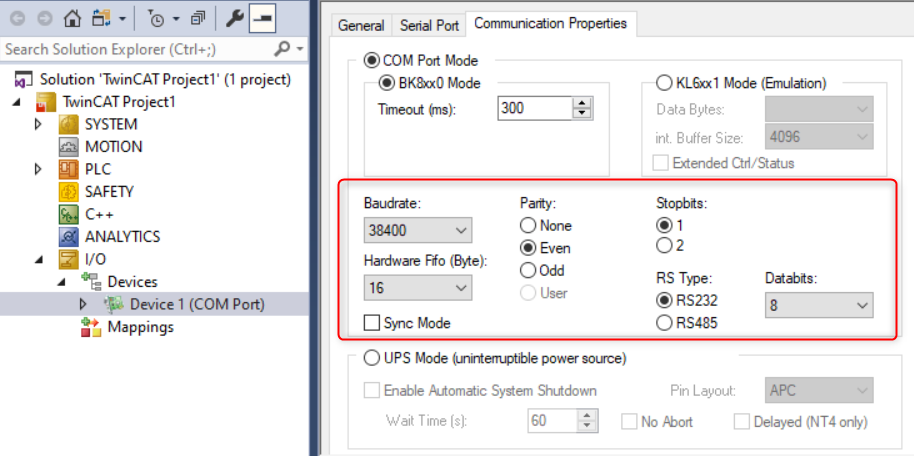 Search Solution Explorer (Ctrl+;)
Solution 'TwinCAT Project1' (1 project)
TwinCAT Project1
SYSTEM
MOTION
PLC
SAFETY
C++
ANALYTICS
I/O
Devices
Device 1 (COM Port)
Mappings
General Serial Port Communication Properties
COM Port Mode
BK8xx0 Mode
Timeout (ms): 300
KL6xx1 Mode (Emulation)
Data Bytes:
int. Buffer Size: 4096
Extended Ctrl/Status
Baudrate:
38400
Hardware Fifo (Byte):
16
Sync Mode
Parity:
None
Even
Odd
User
Stopbits:
1
2
RS Type:
RS232
RS485
Databits:
8
UPS Mode (uninterruptible power source)
Enable Automatic System Shutdown
Pin Layout: APC
Wait Time (s): 60
No Abort
Delayed (NT4 only)